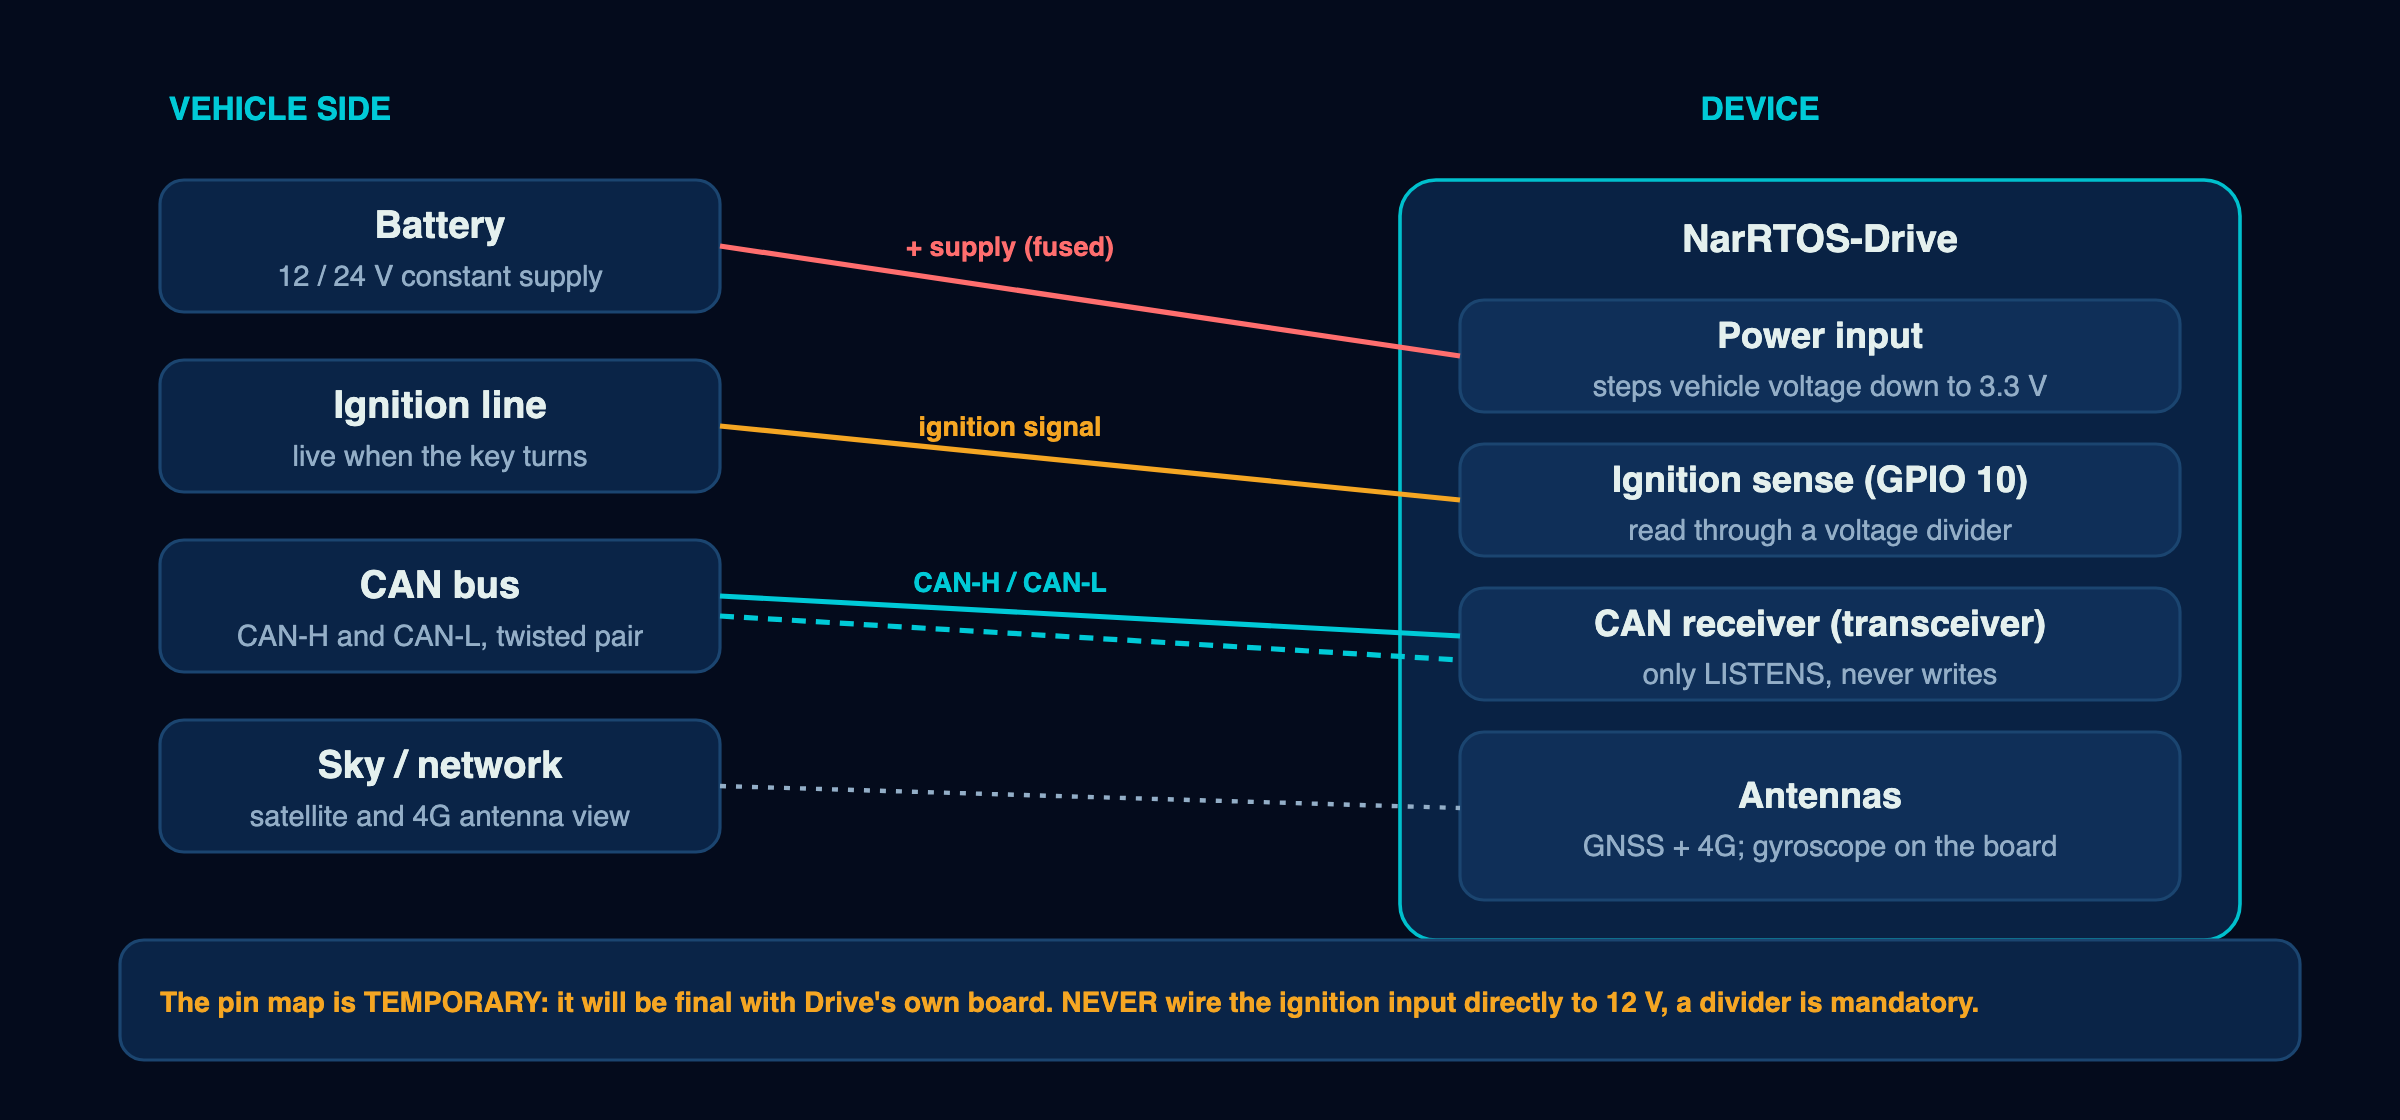 VEHICLE SIDE
DEVICE
Battery
12 / 24 V constant supply
+ supply (fused)
NarRTOS-Drive
Power input
steps vehicle voltage down to 3.3 V
Ignition line
live when the key turns
ignition signal
Ignition sense (GPIO 10)
read through a voltage divider
CAN bus
CAN-H and CAN-L, twisted pair
CAN-H / CAN-L
CAN receiver (transceiver)
only LISTENS, never writes
Sky / network
satellite and 4G antenna view
Antennas
GNSS + 4G; gyroscope on the board
The pin map is TEMPORARY: it will be final with Drive's own board. NEVER wire the ignition input directly to 12 V, a divider is mandatory.